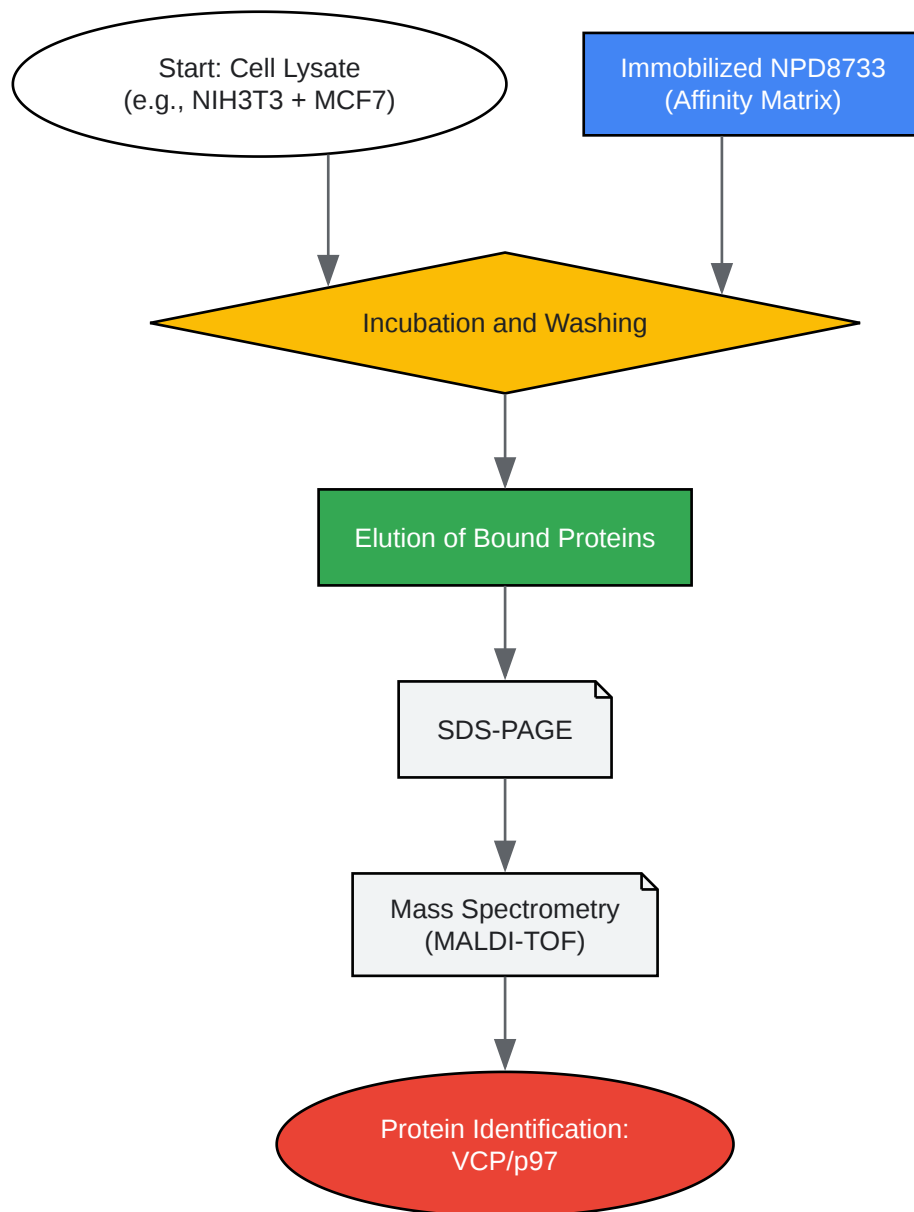 Start: Cell Lysate
(e.g., NIH3T3 + MCF7)
Immobilized NPD8733
(Affinity Matrix)
Incubation and Washing
Elution of Bound Proteins
SDS-PAGE
Mass Spectrometry
(MALDI-TOF)
Protein Identification:
VCP/p97